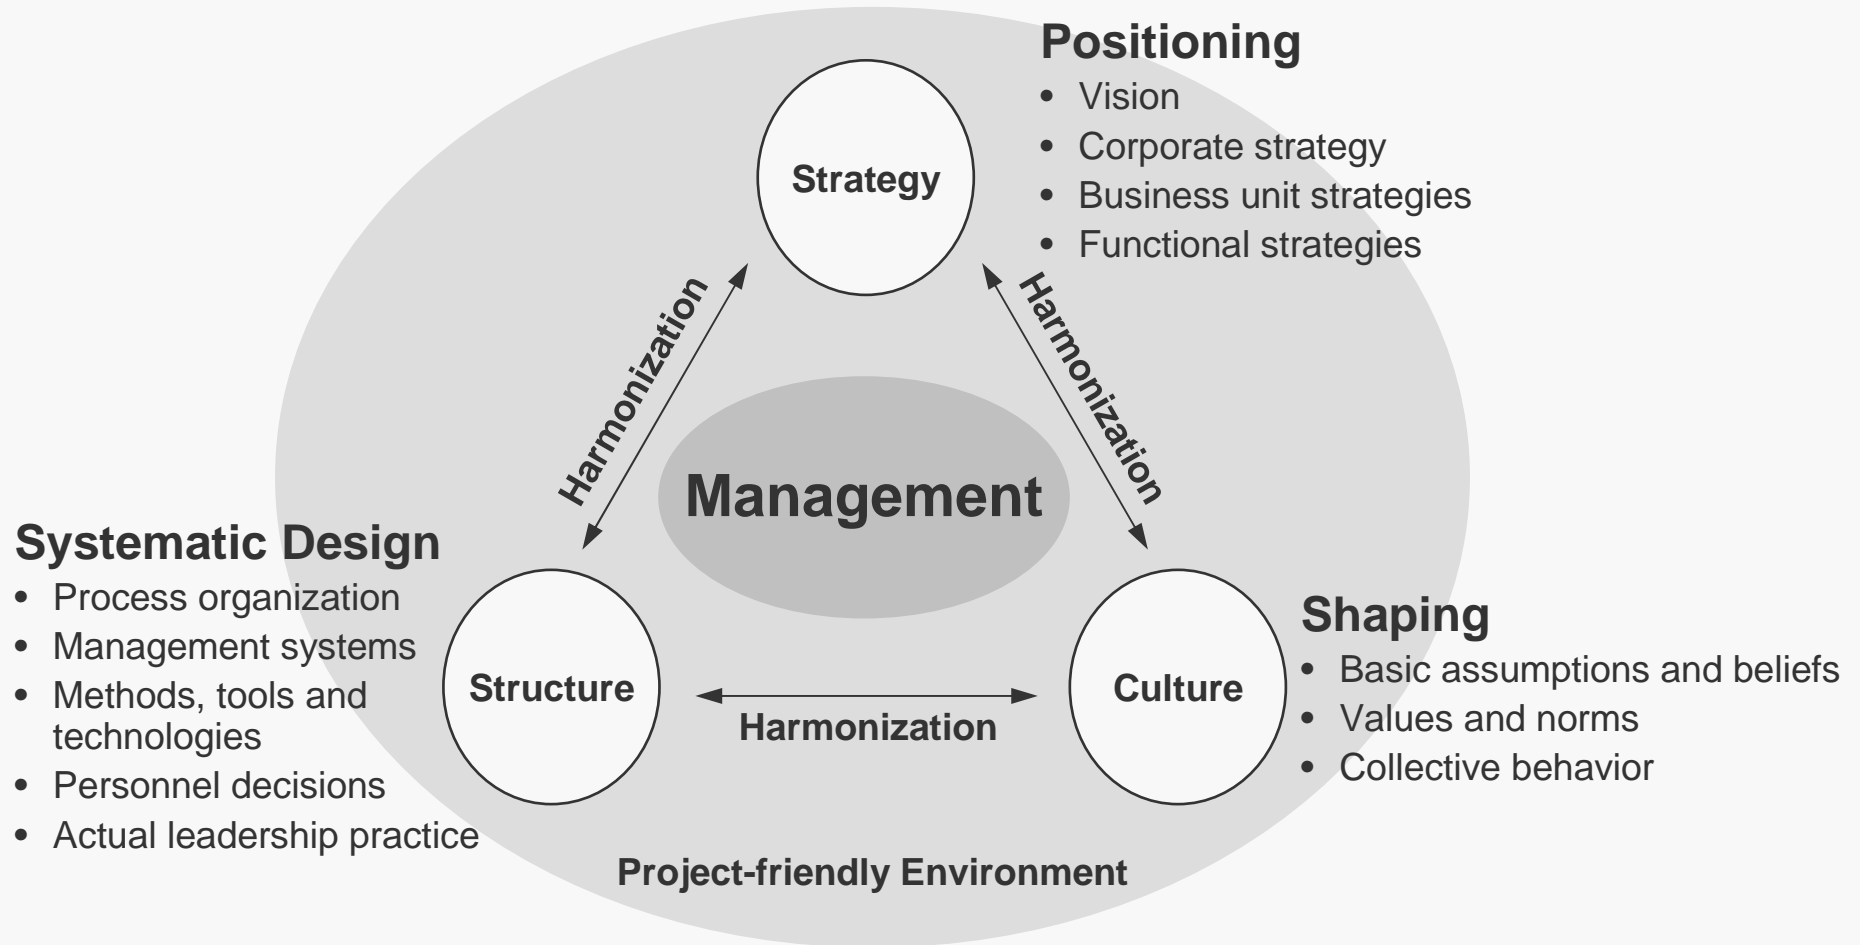 Positioning
• Vision
• Corporate strategy
• Business unit strategies
• Functional strategies
Strategy
Harmonization
Harmonization
Management
Systematic Design
• Process organization
• Management systems
• Methods, tools and
technologies
• Personnel decisions
• Actual leadership practice
Structure
Harmonization
Culture
Shaping
• Basic assumptions and beliefs
• Values and norms
• Collective behavior
Project-friendly Environment